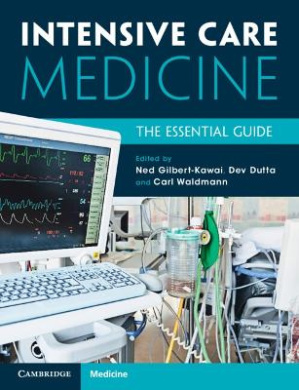 INTENSIVE CARE
MEDICINE
THE ESSENTIAL GUIDE
Edited by
Ned Gilbert-Kawai, Dev Dutta
and Carl Waldmann
CAMBRIDGE
Medicine